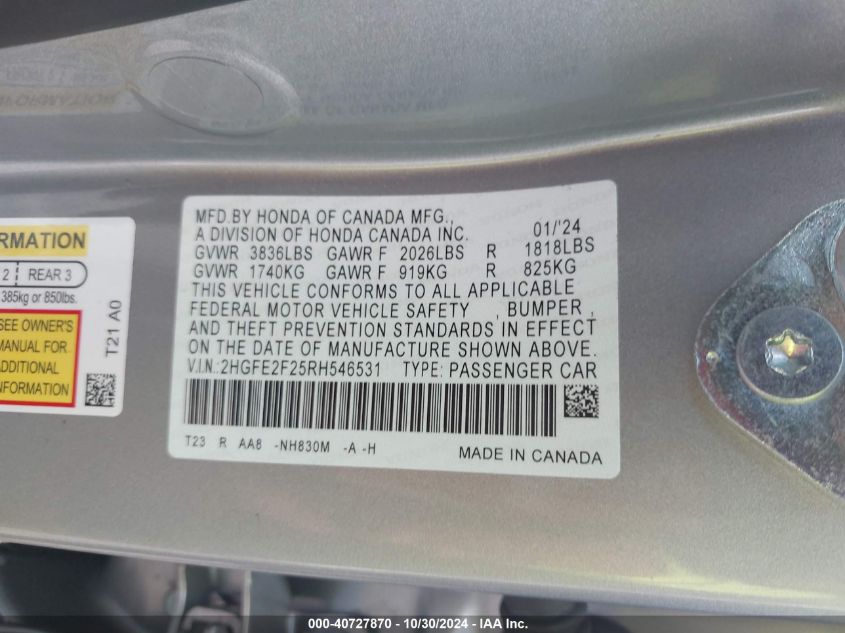 MFD.BY HONDA OF CANADA MFG.,
A DIVISION OF HONDA CANADA INC. 01/'24
GVWR 3836LBS GAWR F 2026LBS R 1818LBS
GVWR 1740KG GAWR F 919KG R 825KG
THIS VEHICLE CONFORMS TO ALL APPLICABLE
FEDERAL MOTOR VEHICLE SAFETY , BUMPER ,
AND THEFT PREVENTION STANDARDS IN EFFECT
ON THE DATE OF MANUFACTURE SHOWN ABOVE.
V.I.N.:2HGFE2F25RH546531 TYPE: PASSENGER CAR
T23 R AA8 -NH830M -A -H MADE IN CANADA
RMATION
2 REAR 3
385kg or 850lbs.
SEE OWNER'S
MANUAL FOR
ADDITIONAL
INFORMATION
T21 A0
000-40727870 - 10/30/2024 - IAA Inc.